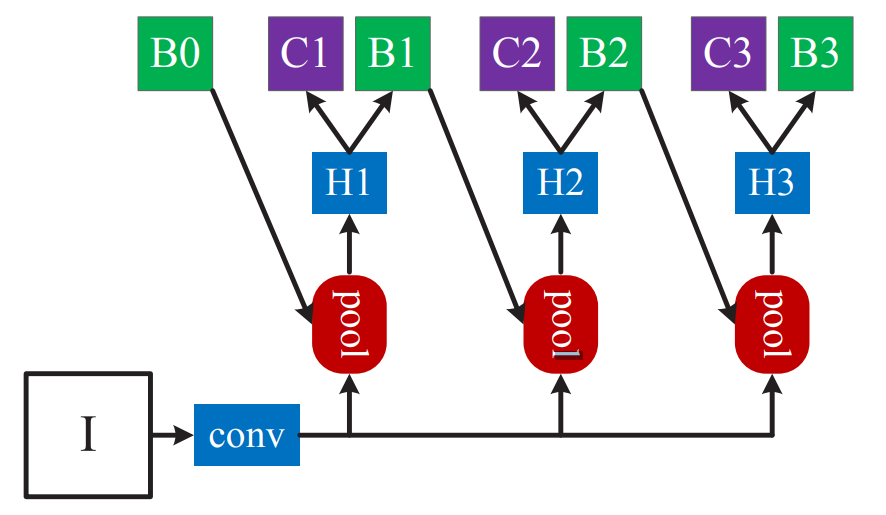 B0 C1 B1 C2 B2 C3 B3
H1 H2 H3
pool pool pool
I conv